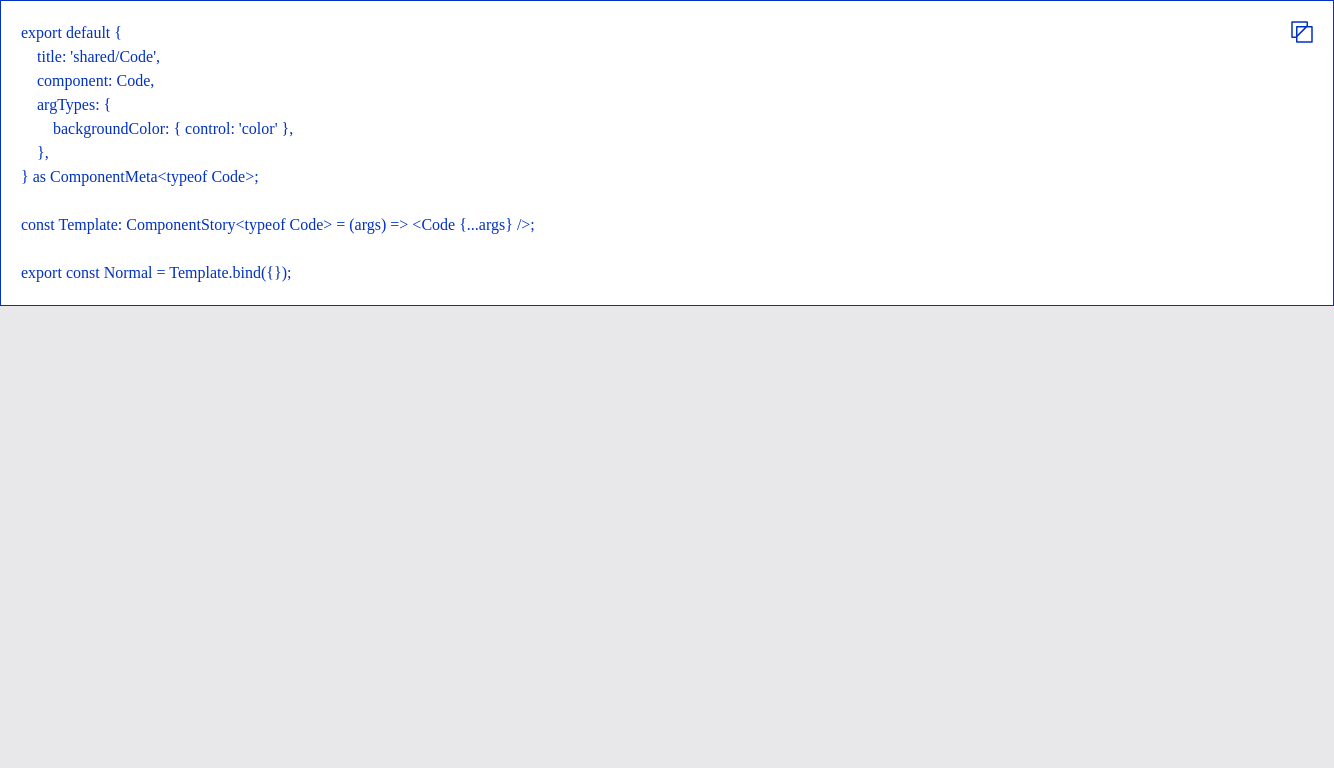 export default {
    title: 'shared/Code',
    component: Code,
    argTypes: {
        backgroundColor: { control: 'color' },
    },
} as ComponentMeta<typeof Code>;

const Template: ComponentStory<typeof Code> = (args) => <Code {...args} />;

export const Normal = Template.bind({});